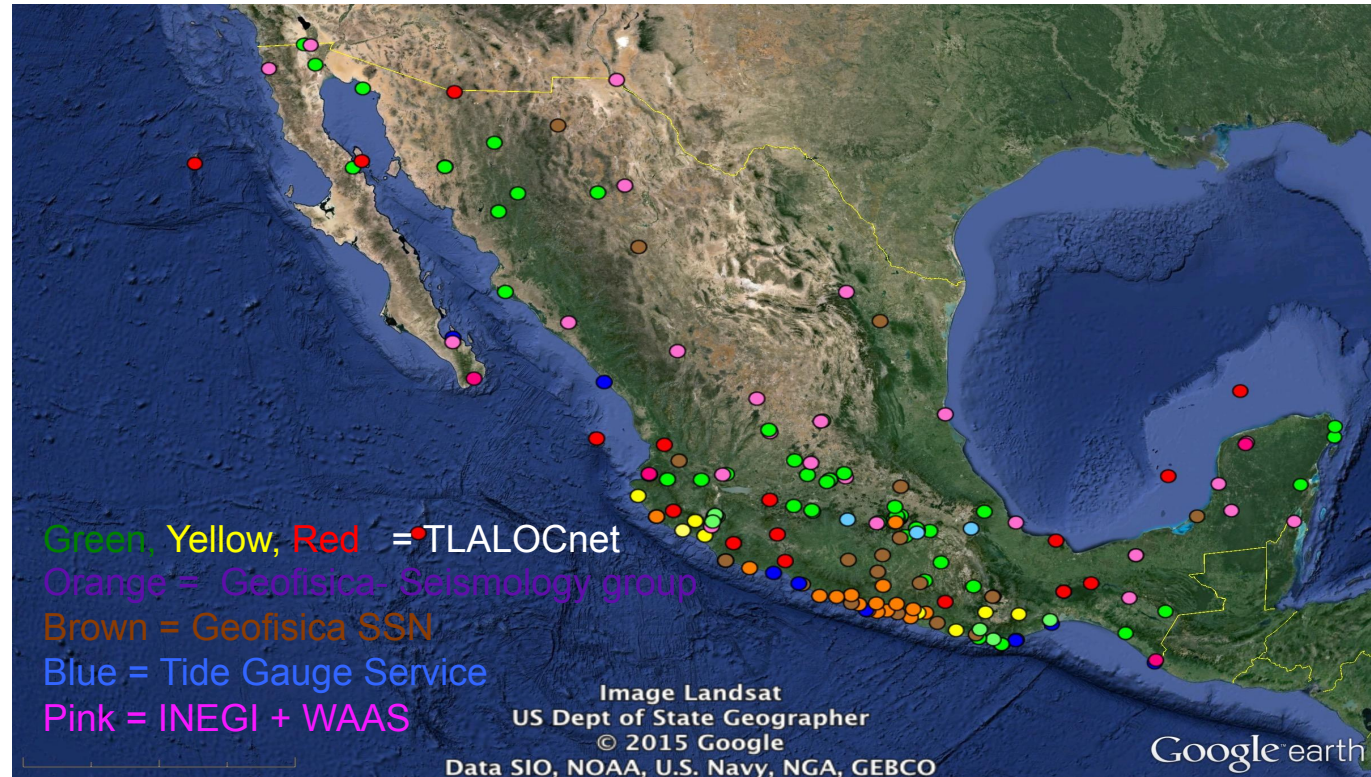 Green, Yellow, Red = TLALOCnet
Orange = Geofisica- Seismology group
Brown = Geofisica SSN
Blue = Tide Gauge Service
Pink = INEGI + WAAS
Image Landsat
US Dept of State Geographer
© 2015 Google
Data SIO, NOAA, U.S. Navy, NGA, GEBCO
Google earth